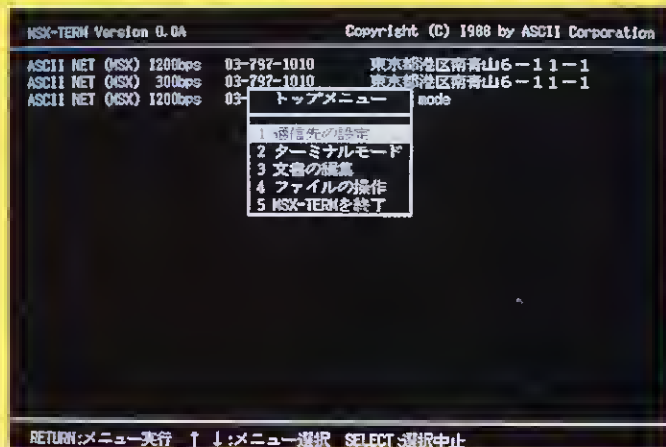 MSX-TERM Version 0.0A Copyright (C) 1988 by ASCII Corporation
ASCII NET (MSX) 1200bps 03-797-1010 東京都港区南青山6-11-1
ASCII NET (MSX) 300bps 03-797-1010 東京都港区南青山6-11-1
ASCII NET (MSX) 1200bps 03- mode
トップメニュー
1 通信先の設定
2 ターミナルモード
3 文書の編集
4 ファイルの操作
5 MSX-TERMを終了
RETURN:メニュー実行 ↑ ↓:メニュー選択 SELECT:選択中止